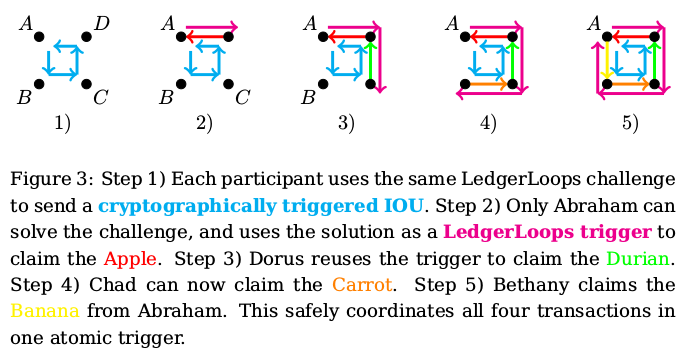 A D A A A A
B C B C B
1) 2) 3) 4) 5)
Figure 3: Step 1) Each participant uses the same LedgerLoops challenge
to send a cryptographically triggered IOU. Step 2) Only Abraham can
solve the challenge, and uses the solution as a LedgerLoops trigger to
claim the Apple. Step 3) Dorus reuses the trigger to claim the Durian.
Step 4) Chad can now claim the Carrot. Step 5) Bethany claims the
Banana from Abraham. This safely coordinates all four transactions in
one atomic trigger.